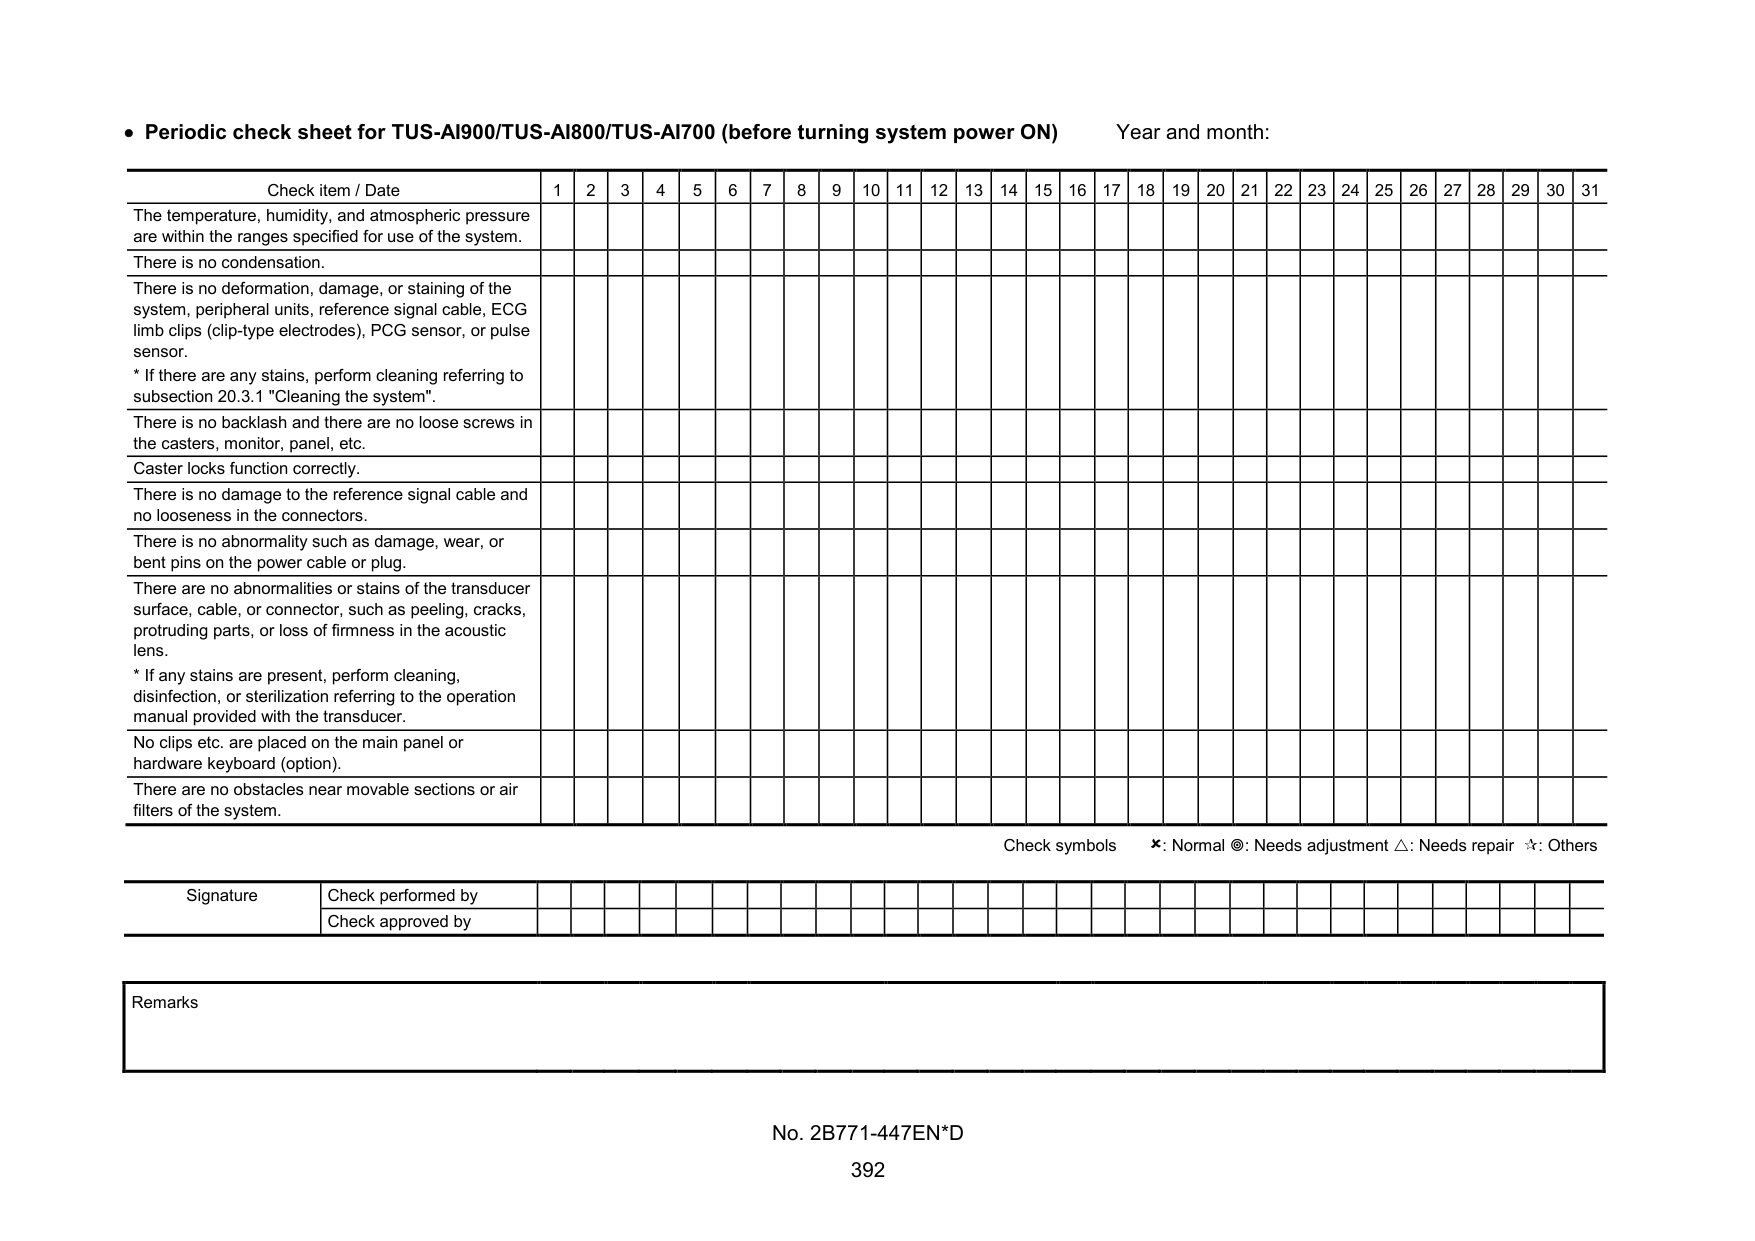 • Periodic check sheet for TUS-AI900/TUS-AI800/TUS-AI700 (before turning system power ON) Year and month:
Check item / Date 1 2 3 4 5 6 7 8 9 10 11 12 13 14 15 16 17 18 19 20 21 22 23 24 25 26 27 28 29 30 31
The temperature, humidity, and atmospheric pressure
are within the ranges specified for use of the system.
There is no condensation.
There is no deformation, damage, or staining of the
system, peripheral units, reference signal cable, ECG
limb clips (clip-type electrodes), PCG sensor, or pulse
sensor.
* If there are any stains, perform cleaning referring to
subsection 20.3.1 "Cleaning the system".
There is no backlash and there are no loose screws in
the casters, monitor, panel, etc.
Caster locks function correctly.
There is no damage to the reference signal cable and
no looseness in the connectors.
There is no abnormality such as damage, wear, or
bent pins on the power cable or plug.
There are no abnormalities or stains of the transducer
surface, cable, or connector, such as peeling, cracks,
protruding parts, or loss of firmness in the acoustic
lens.
* If any stains are present, perform cleaning,
disinfection, or sterilization referring to the operation
manual provided with the transducer.
No clips etc. are placed on the main panel or
hardware keyboard (option).
There are no obstacles near movable sections or air
filters of the system.
Check symbols ✘: Normal ◎: Needs adjustment △: Needs repair ☆: Others
Signature Check performed by
Check approved by
Remarks
No. 2B771-447EN*D
392